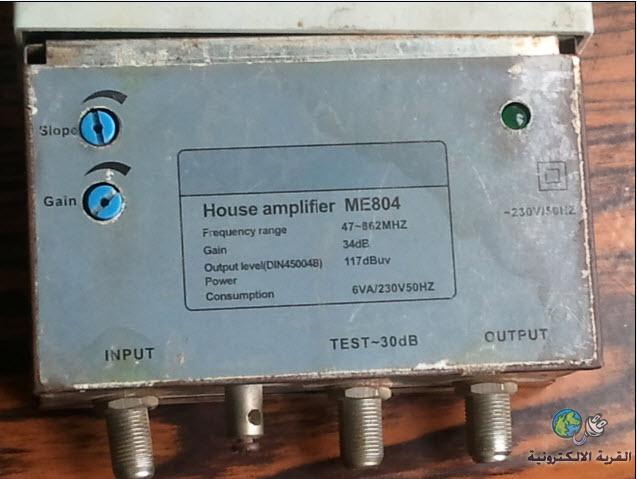 Slope
Gain
House amplifier ME804
Frequency range 47~862MHZ
Gain 34dB
Output level(DIN45004B) 117dBuv
Power
Consumption 6VA/230V50HZ
~230V/50HZ
INPUT
TEST~30dB
OUTPUT
القرية الالكترونية